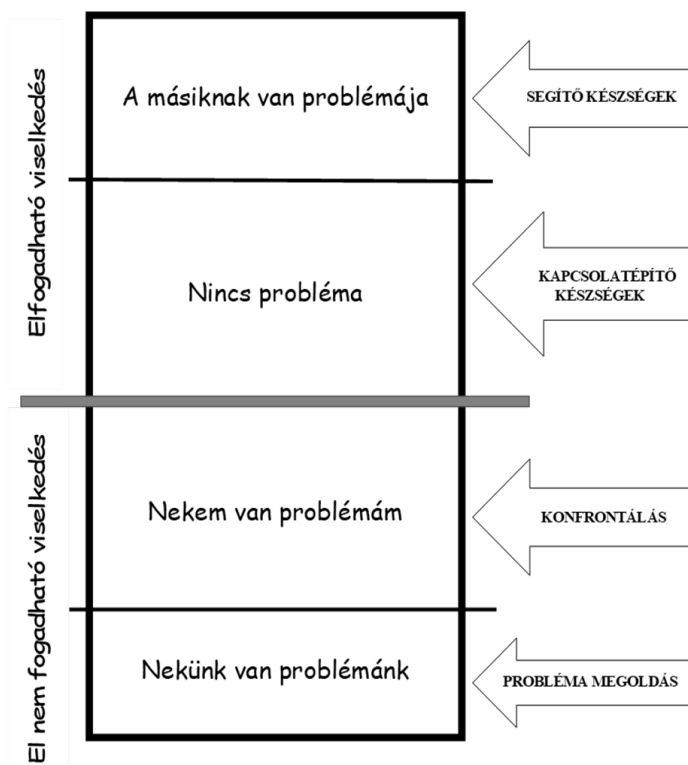 Elfogadható viselkedés
A másiknak van problémája
SEGÍTŐ KÉSZSÉGEK
Nincs probléma
KAPCSOLATÉPÍTŐ
KÉSZSÉGEK
El nem fogadható viselkedés
Nekem van problémám
KONFRONTÁLÁS
Nekünk van problémánk
PROBLÉMA MEGOLDÁS